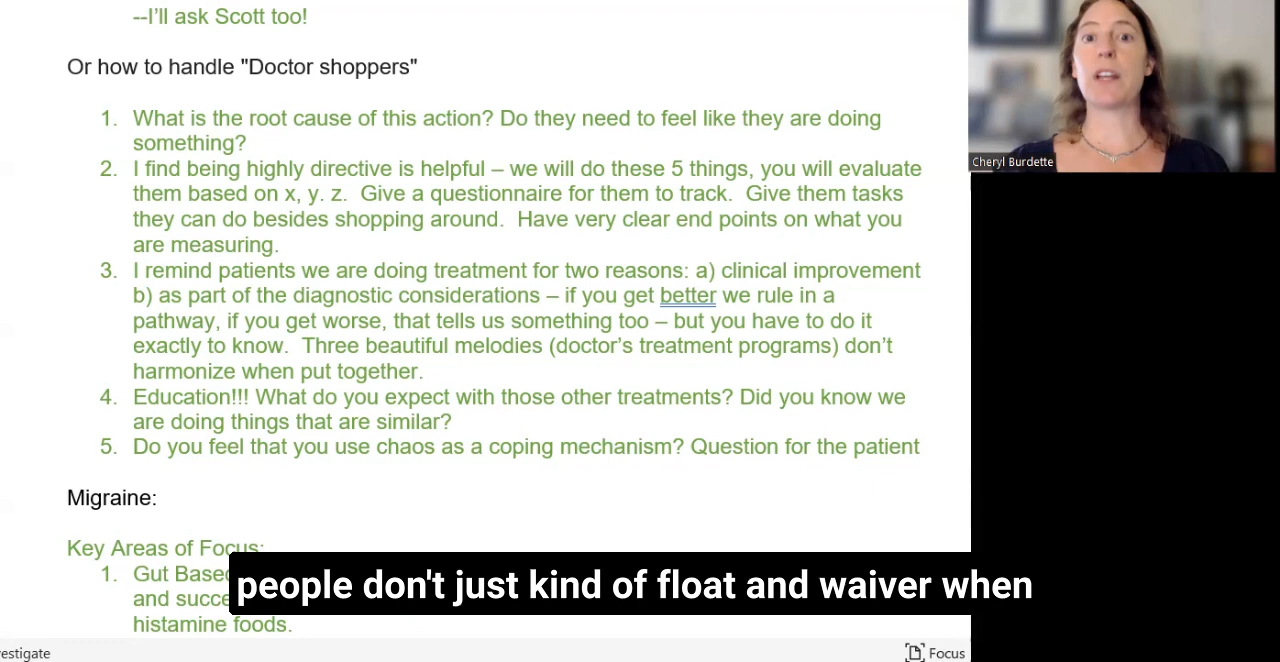 --I'll ask Scott too!
Or how to handle "Doctor shoppers"
1. What is the root cause of this action? Do they need to feel like they are doing
something?
2. I find being highly directive is helpful – we will do these 5 things, you will evaluate
them based on x, y. z.  Give a questionnaire for them to track.  Give them tasks
they can do besides shopping around.  Have very clear end points on what you
are measuring.
3. I remind patients we are doing treatment for two reasons: a) clinical improvement
b) as part of the diagnostic considerations – if you get better we rule in a
pathway, if you get worse, that tells us something too – but you have to do it
exactly to know.  Three beautiful melodies (doctor's treatment programs) don't
harmonize when put together.
4. Education!!! What do you expect with those other treatments? Did you know we
are doing things that are similar?
5. Do you feel that you use chaos as a coping mechanism? Question for the patient
Migraine:
Key Areas of Focus:
1. Gut Based
and succe
histamine foods.
people don't just kind of float and waiver when
estigate
Focus
Cheryl Burdette